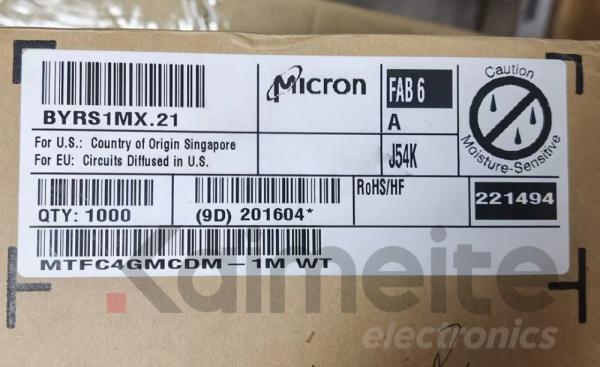 BYRS1MX.21
Micron
FAB 6
A
J54K
Caution
Moisture-Sensitive
For U.S.: Country of Origin Singapore
For EU: Circuits Diffused in U.S.
QTY: 1000
(9D) 201604*
RoHS/HF
221494
MTFC4GMCDM-1M WT
Kaimeite
electronics